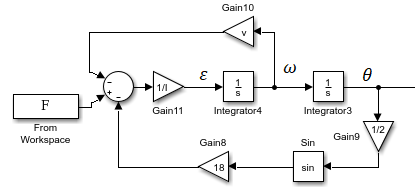 Gain10
v
F
From
Workspace
−
+
−
1/I
Gain11
ε
1
s
Integrator4
ω
1
s
Integrator3
θ
1/2
Gain9
Sin
sin
Gain8
18